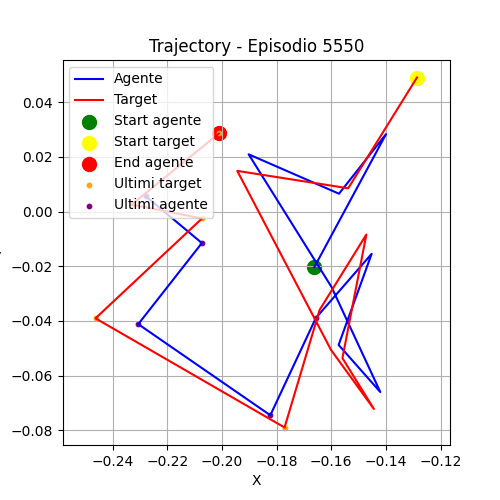 Trajectory - Episodio 5550
Agente
Target
Start agente
Start target
End agente
Ultimi target
Ultimi agente
0.04
0.02
0.00
−0.02
−0.04
−0.06
−0.08
−0.24
−0.22
−0.20
−0.18
−0.16
−0.14
−0.12
X